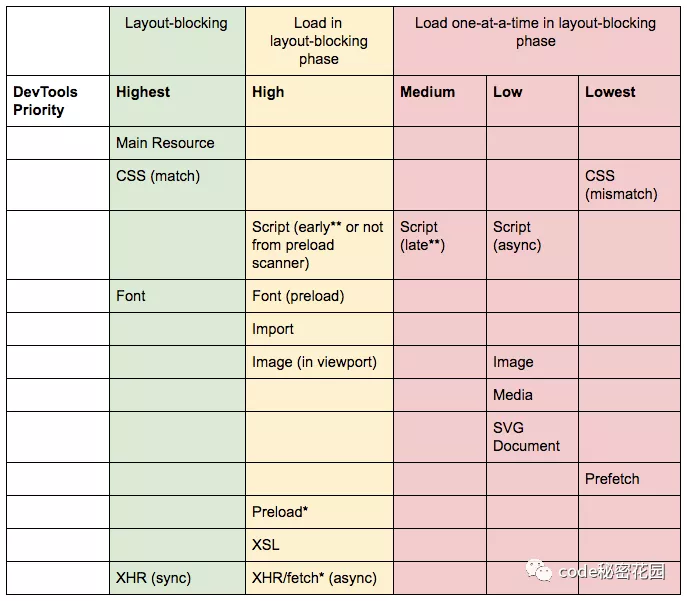 Layout-blocking
Load in
layout-blocking
phase
Load one-at-a-time in layout-blocking
phase
DevTools
Priority
Highest
High
Medium
Low
Lowest
Main Resource
CSS (match)
CSS
(mismatch)
Script (early** or not
from preload
scanner)
Script
(late**)
Script
(async)
Font
Font (preload)
Import
Image (in viewport)
Image
Media
SVG
Document
Prefetch
Preload*
XSL
XHR (sync)
XHR/fetch* (async)
code秘密花园